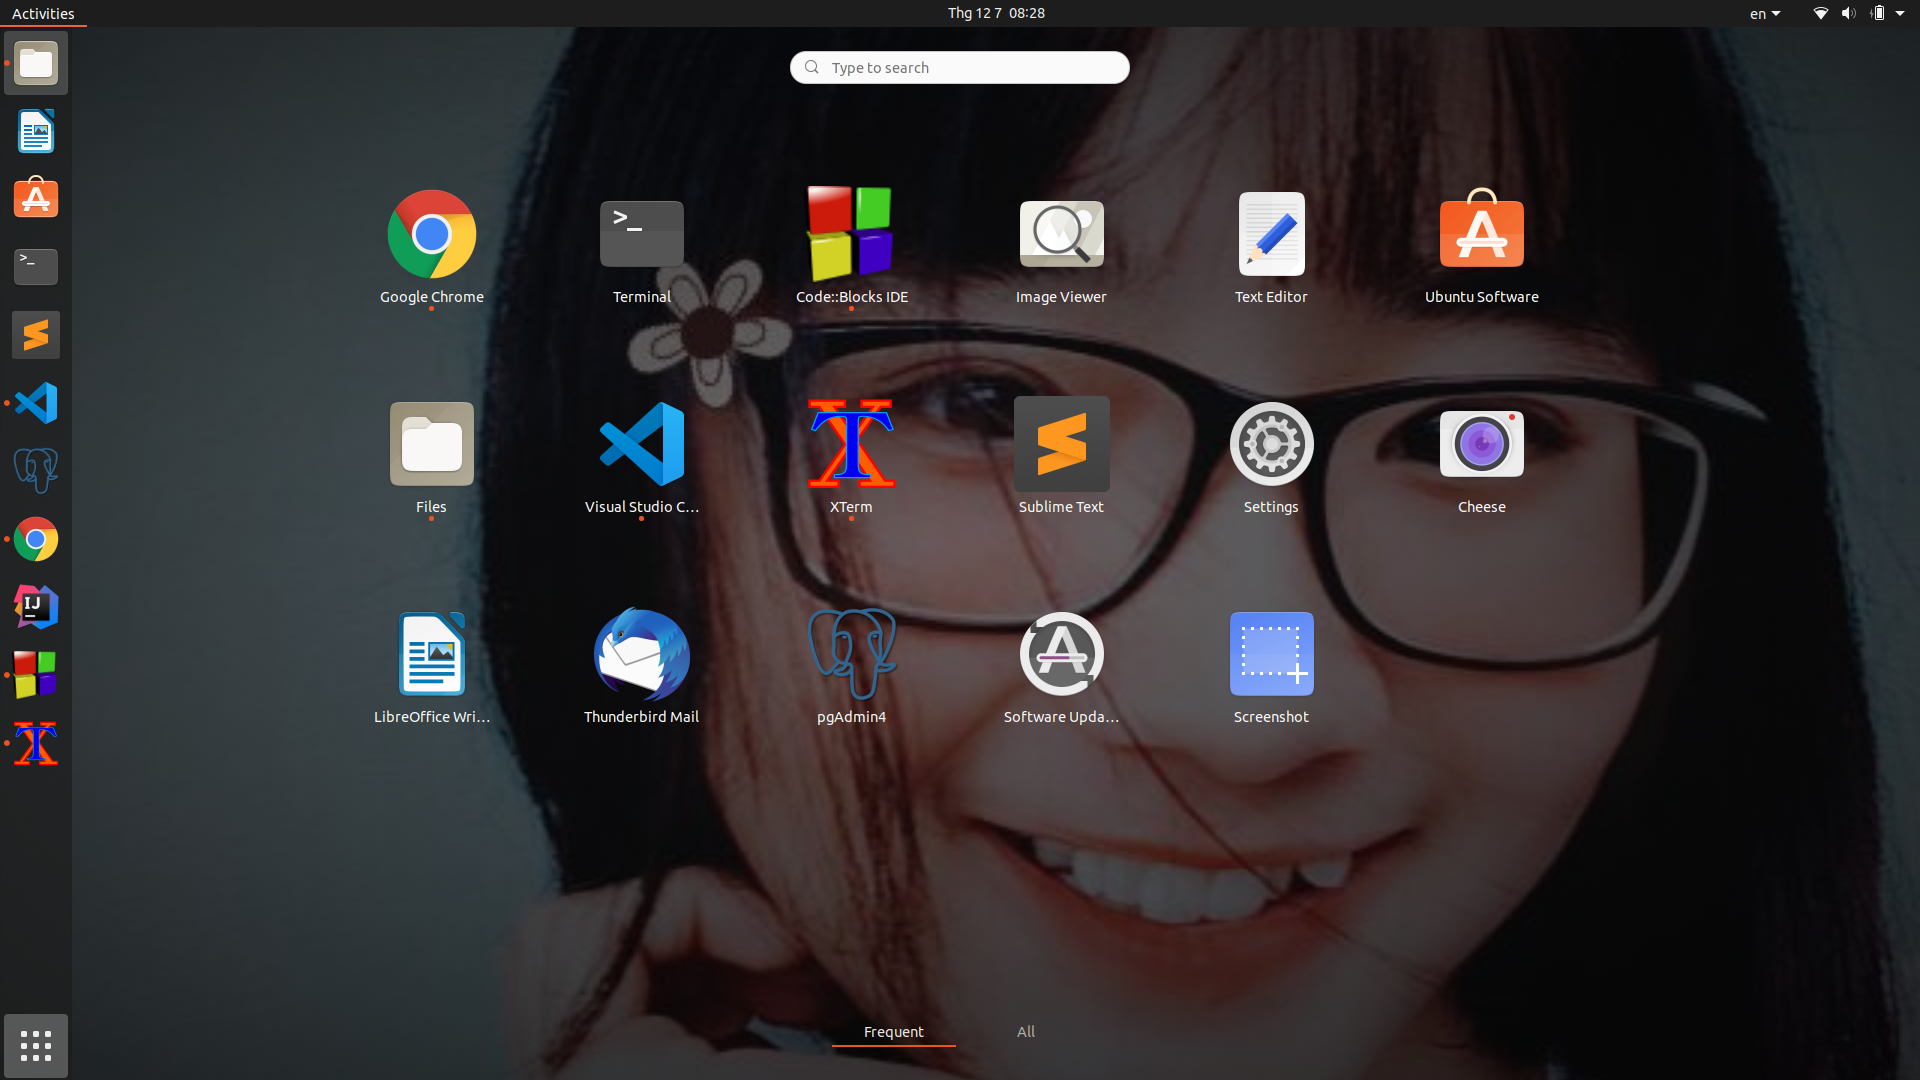 Activities
Thg 12 7 08:28
en
Type to search
Google Chrome
Terminal
Code::Blocks IDE
Image Viewer
Text Editor
Ubuntu Software
Files
Visual Studio C...
XTerm
Sublime Text
Settings
Cheese
LibreOffice Wri...
Thunderbird Mail
pgAdmin4
Software Upda...
Screenshot
Frequent
All